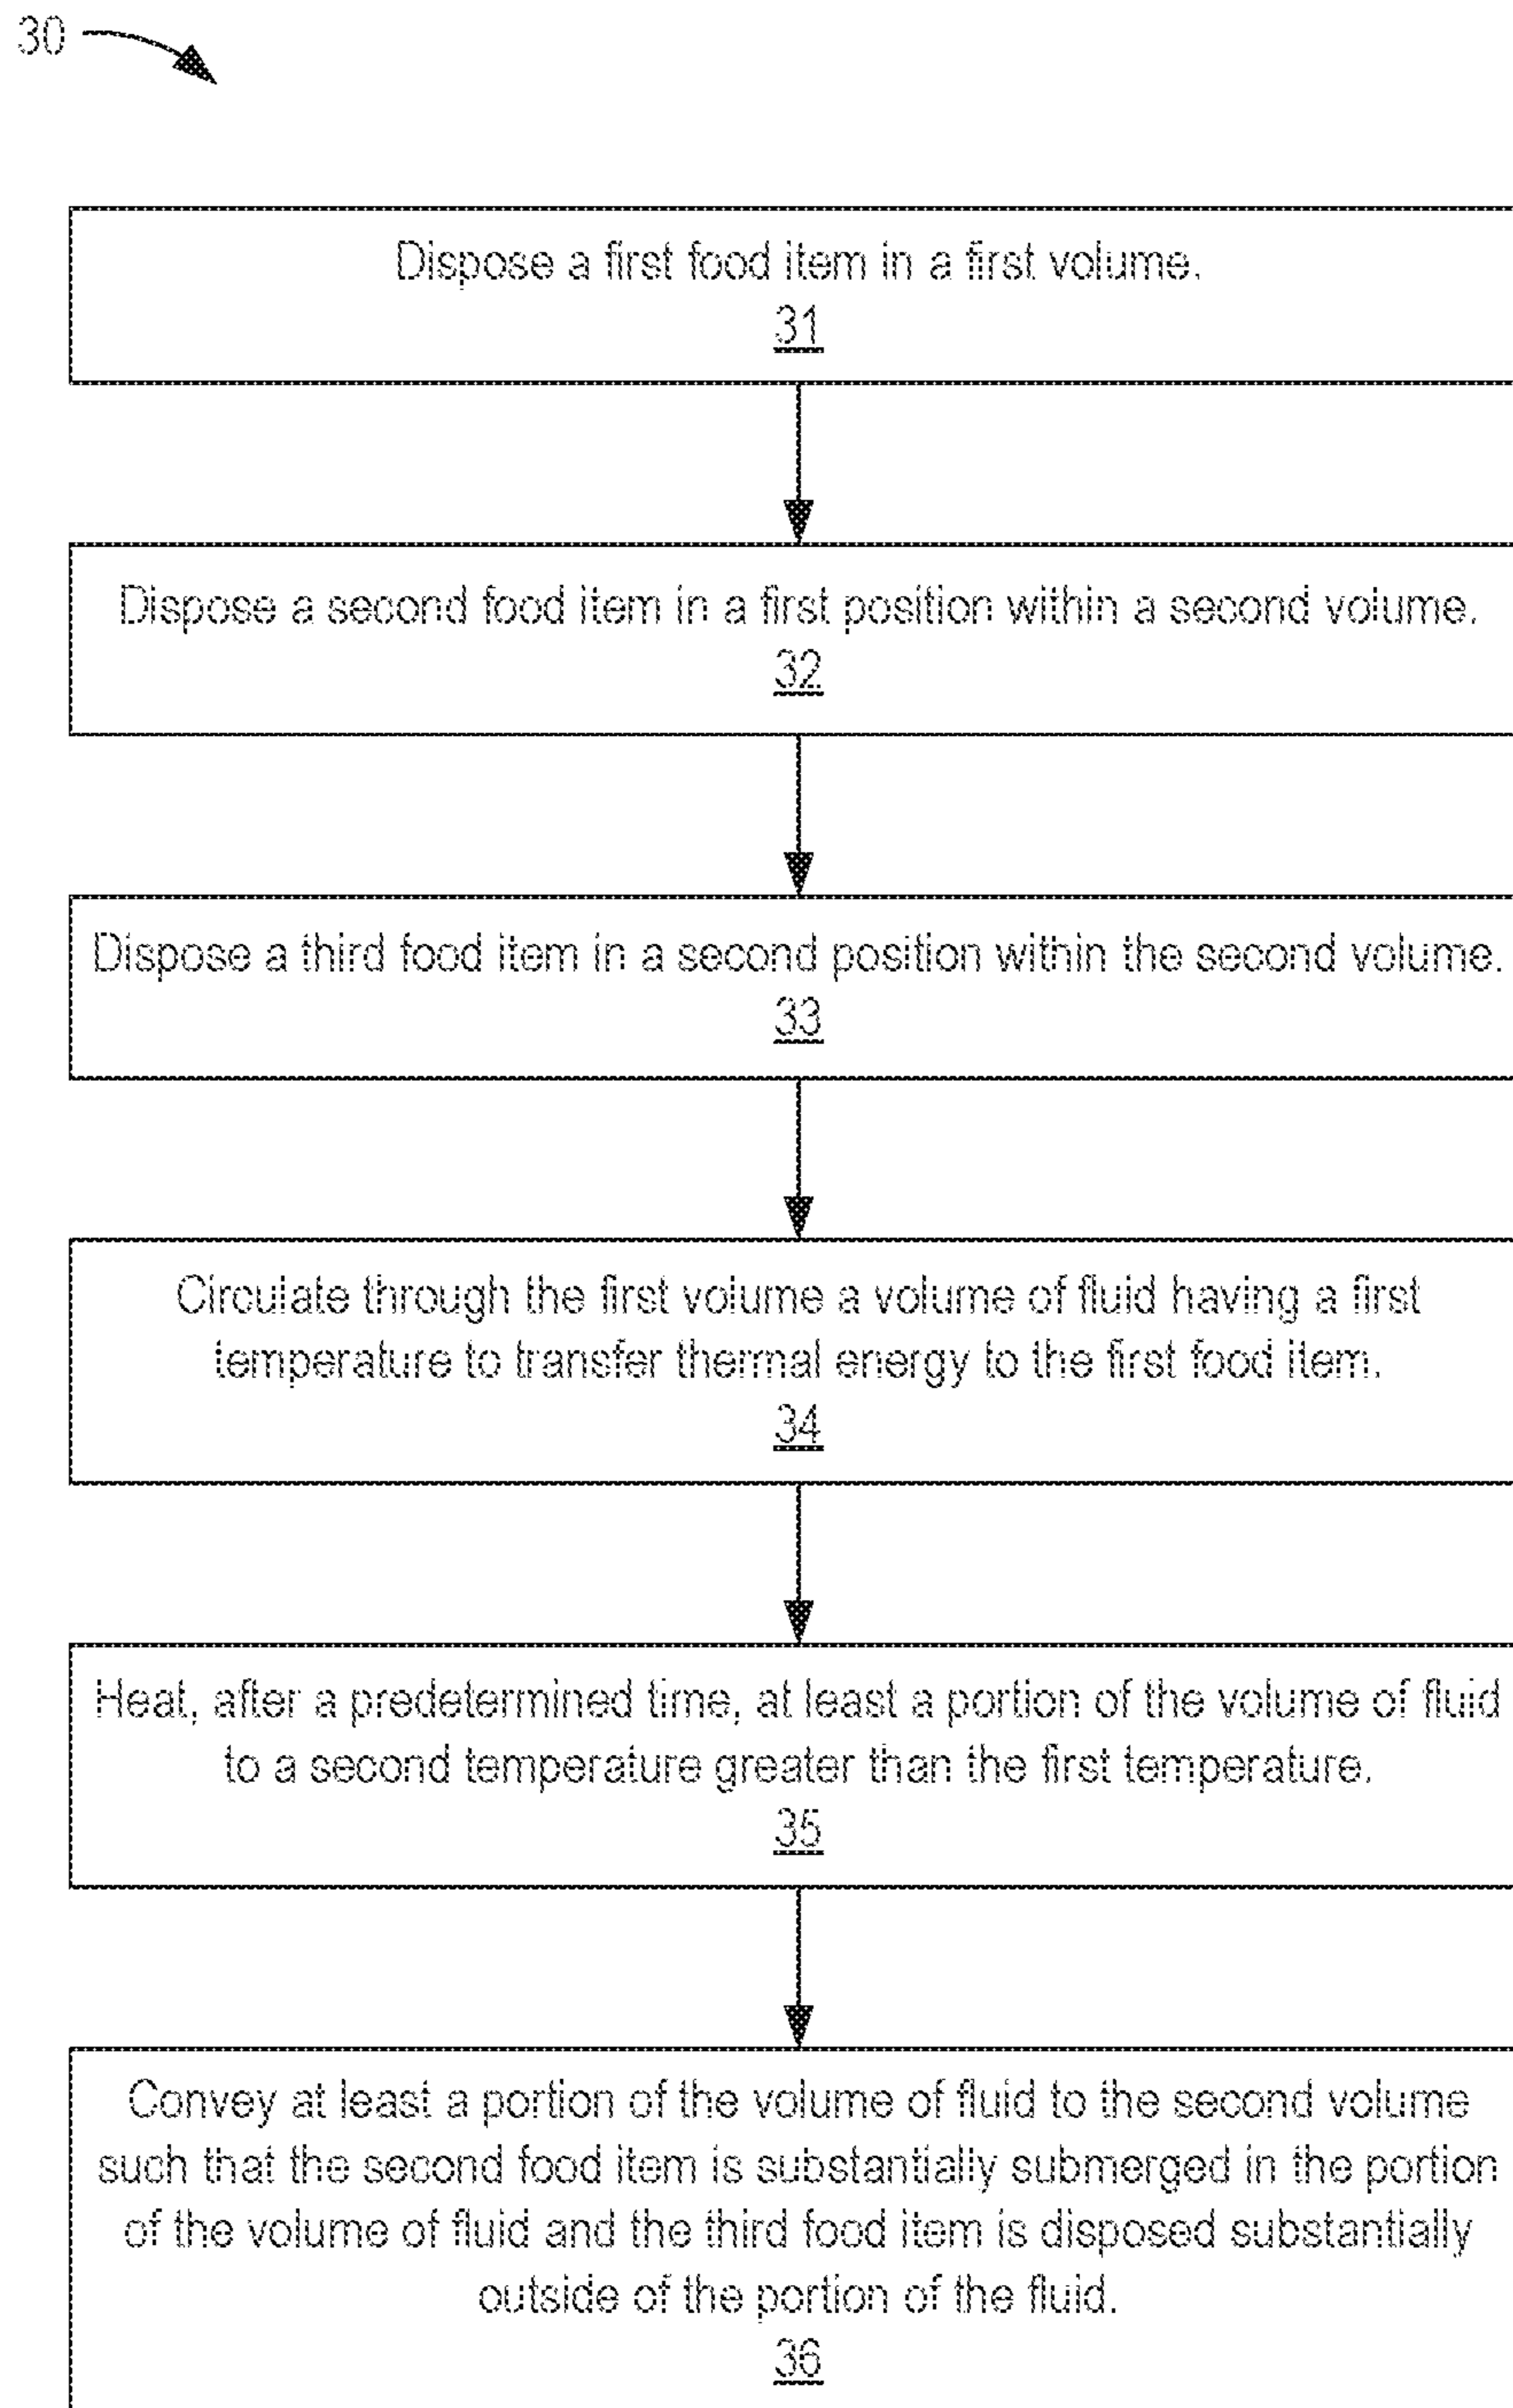 30
Dispose a first food item in a first volume.
31
Dispose a second food item in a first position within a second volume.
32
Dispose a third food item in a second position within the second volume.
33
Circulate through the first volume a volume of fluid having a first
temperature to transfer thermal energy to the first food item.
34
Heat, after a predetermined time, at least a portion of the volume of fluid
to a second temperature greater than the first temperature.
35
Convey at least a portion of the volume of fluid to the second volume
such that the second food item is substantially submerged in the portion
of the volume of fluid and the third food item is disposed substantially
outside of the portion of the fluid.
36